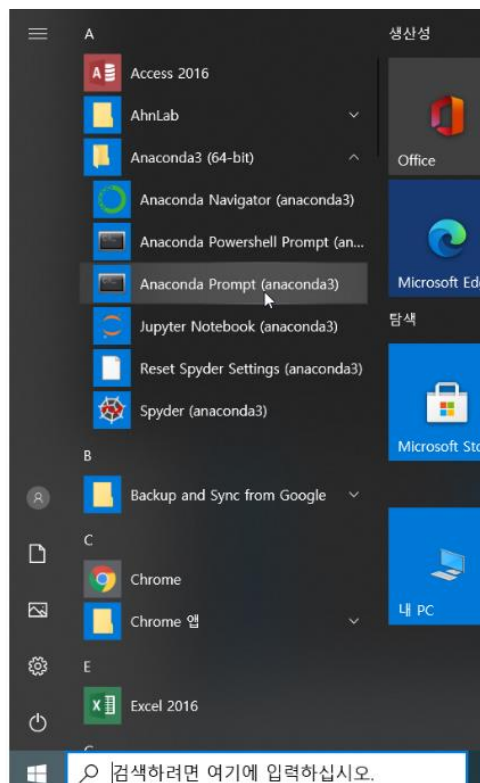 A
Access 2016
AhnLab
Anaconda3 (64-bit)
Anaconda Navigator (anaconda3)
Anaconda Powershell Prompt (an...
Anaconda Prompt (anaconda3)
Jupyter Notebook (anaconda3)
Reset Spyder Settings (anaconda3)
Spyder (anaconda3)
B
Backup and Sync from Google
C
Chrome
Chrome 앱
E
Excel 2016
생산성
Office
Microsoft Ed
탐색
Microsoft Sto
내 PC
검색하려면 여기에 입력하십시오.